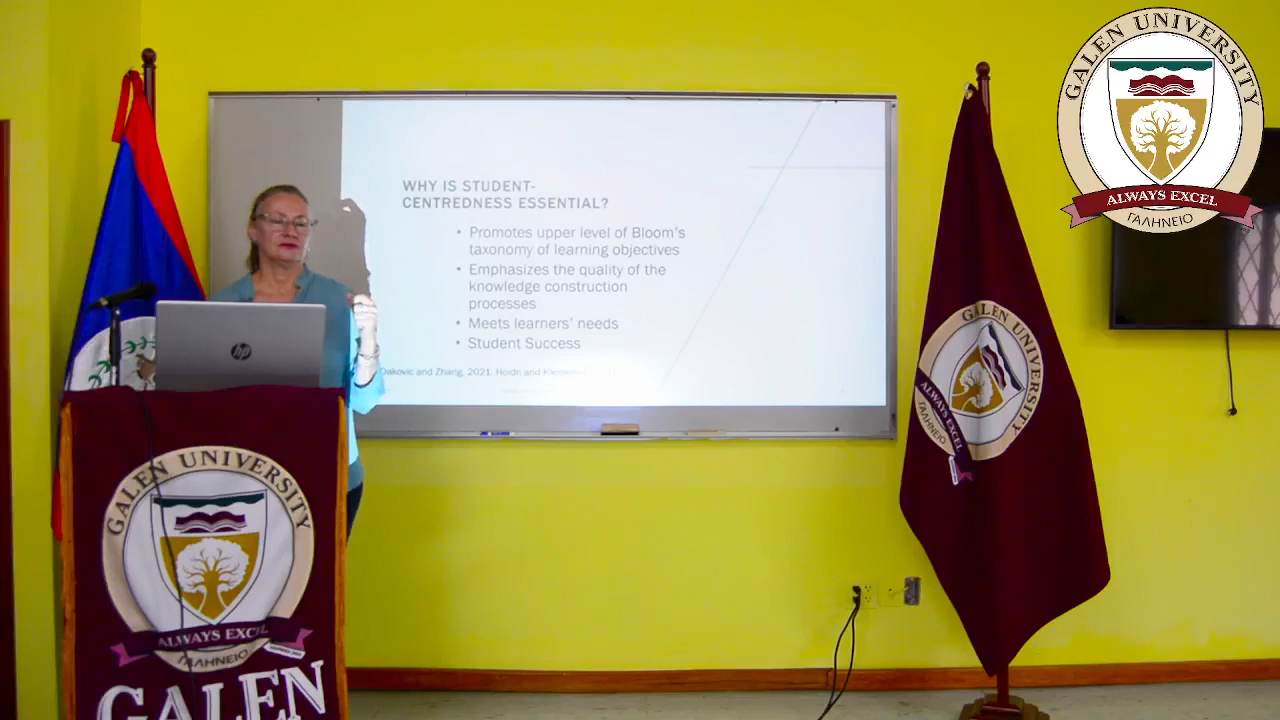 GALEN UNIVERSITY
ALWAYS EXCEL
ΓΑΛΗΝΕΙΟ
WHY IS STUDENT-
CENTREDNESS ESSENTIAL?
• Promotes upper level of Bloom's
taxonomy of learning objectives
• Emphasizes the quality of the
knowledge construction
processes
• Meets learners' needs
• Student Success
Dakovic and Zhang, 2021. Hoidn and
hp
GALEN UNIVERSITY
ALWAYS EXCEL
ΓΑΛΗΝΕΙΟ
GALEN UNIVERSITY
ALWAYS EXCEL
ΓΑΛΗΝΕΙΟ
GALEN